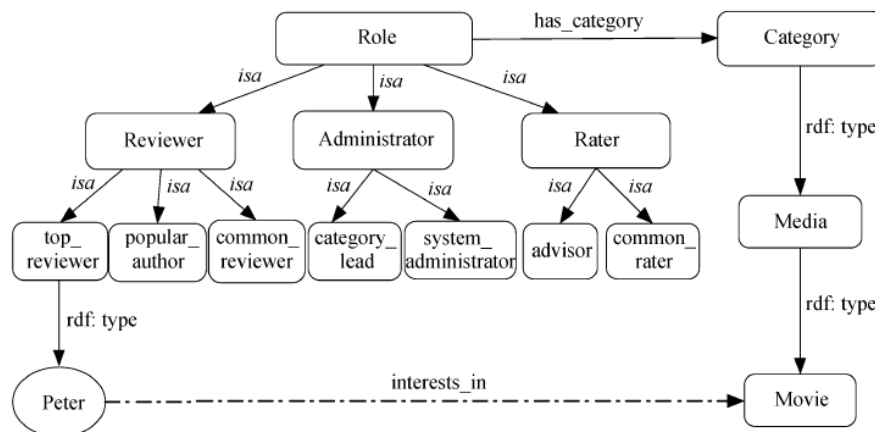 Role
has_category
Category
isa
isa
isa
Reviewer
Administrator
Rater
rdf: type
isa
isa
isa
isa
isa
isa
isa
top_
reviewer
popular_
author
common_
reviewer
category_
lead
system_
administrator
advisor
common_
rater
Media
rdf: type
rdf: type
Peter
interests_in
Movie